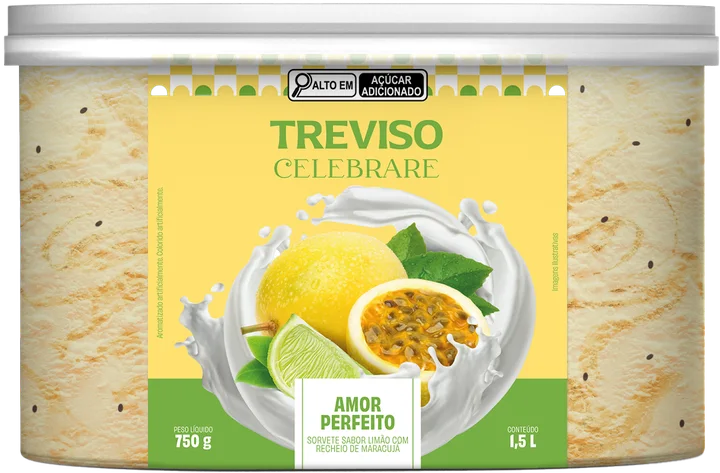 ALTO EM
AÇÚCAR
ADICIONADO
TREVISO
CELEBRARE
Aromatizado artificialmente. Colorido artificialmente.
Imagens ilustrativas
PESO LÍQUIDO
750 g
AMOR
PERFEITO
SORVETE SABOR LIMÃO COM
RECHEIO DE MARACUJÁ
CONTEÚDO
1,5 L